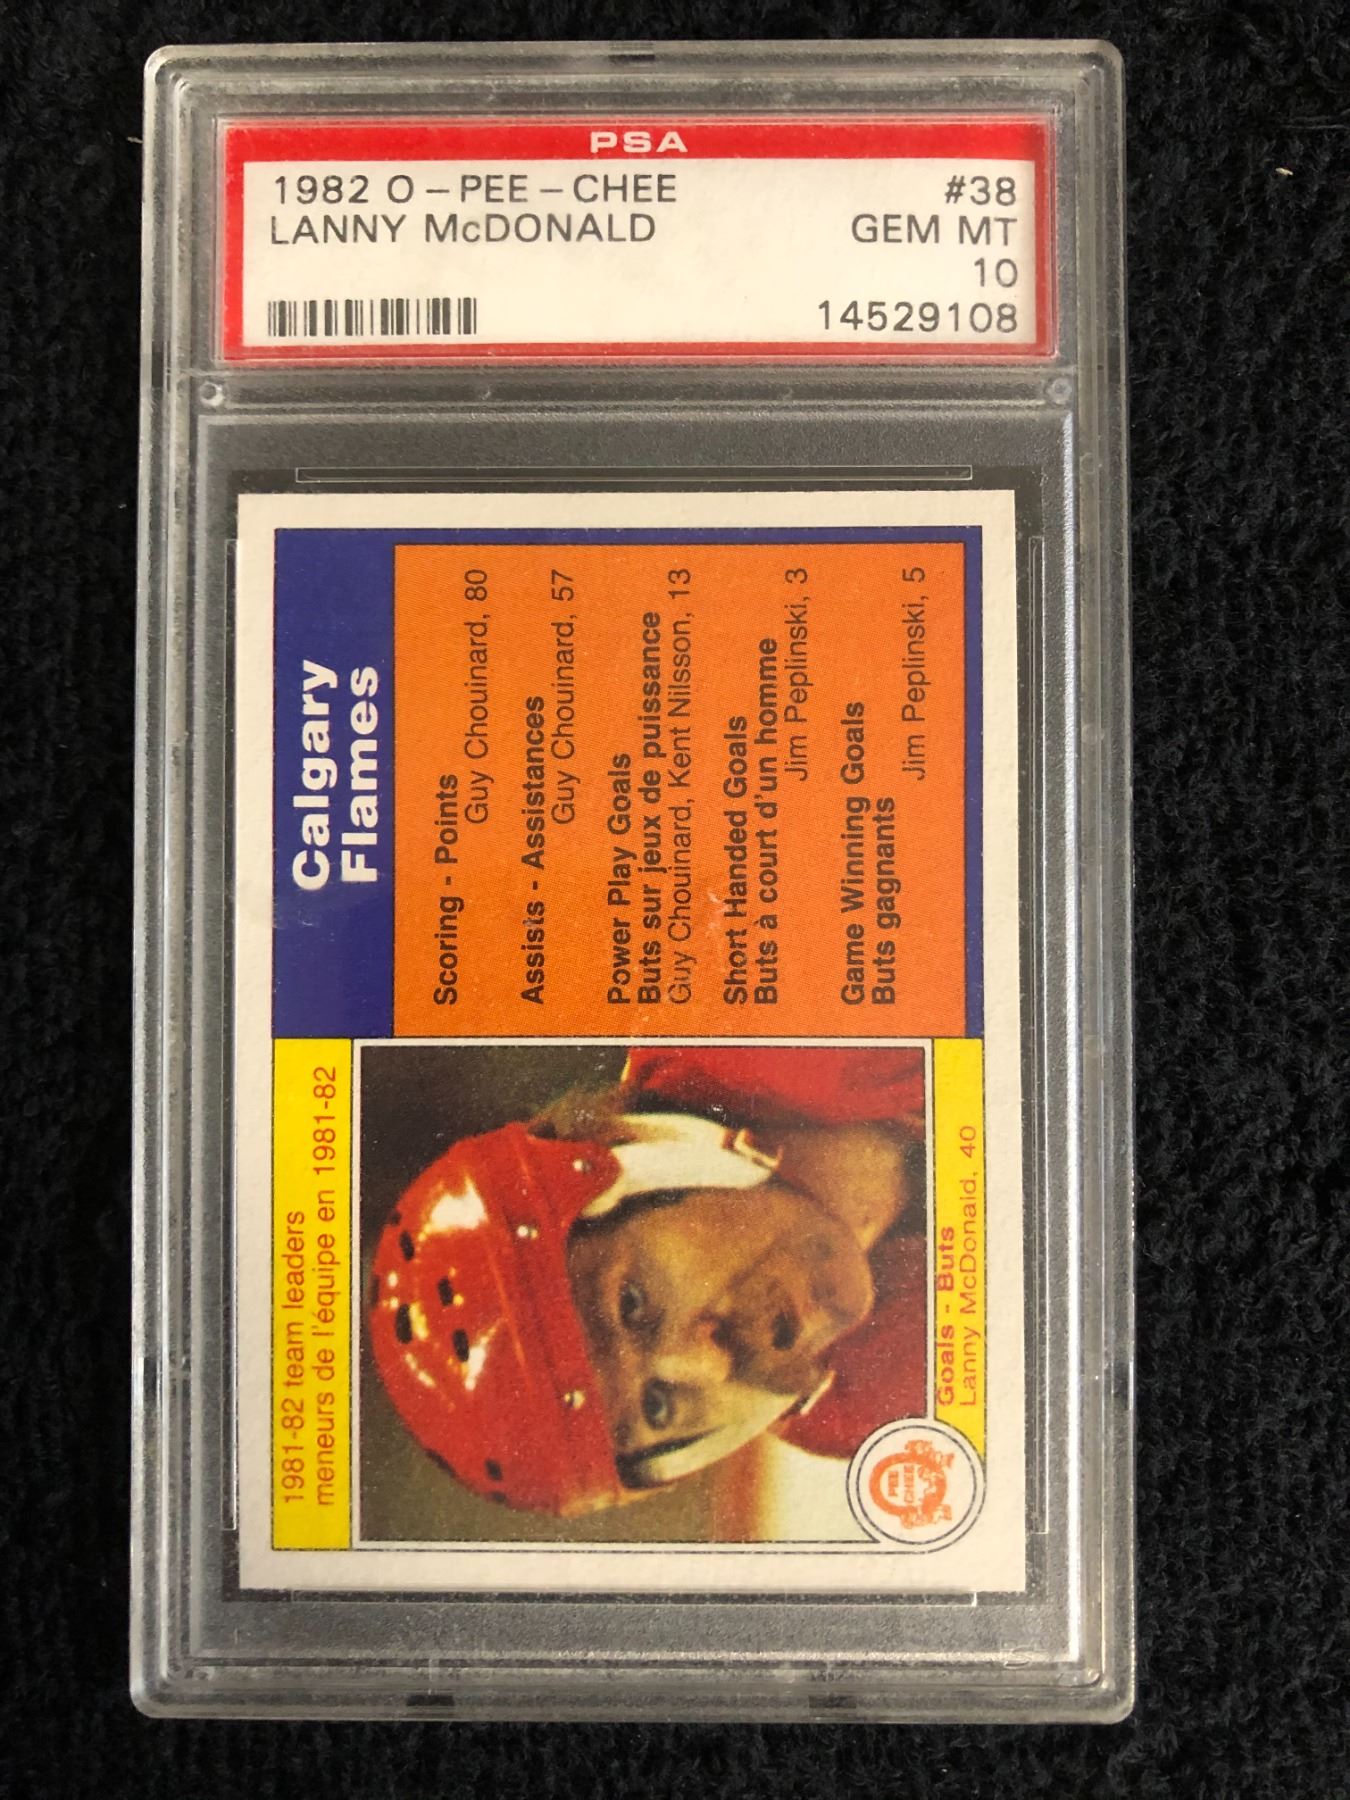 PSA
1982 O-PEE-CHEE #38
LANNY McDONALD GEM MT
10
14529108
1981-82 team leaders
meneurs de l'équipe en 1981-82
Calgary
Flames
Scoring - Points
Guy Chouinard, 80
Assists - Assistances
Guy Chouinard, 57
Power Play Goals
Buts sur jeux de puissance
Guy Chouinard, Kent Nilsson, 13
Short Handed Goals
Buts à court d'un homme
Jim Peplinski, 3
Game Winning Goals
Buts gagnants
Jim Peplinski, 5
Goals - Buts
Lanny McDonald, 40
O
PEE
CHEE